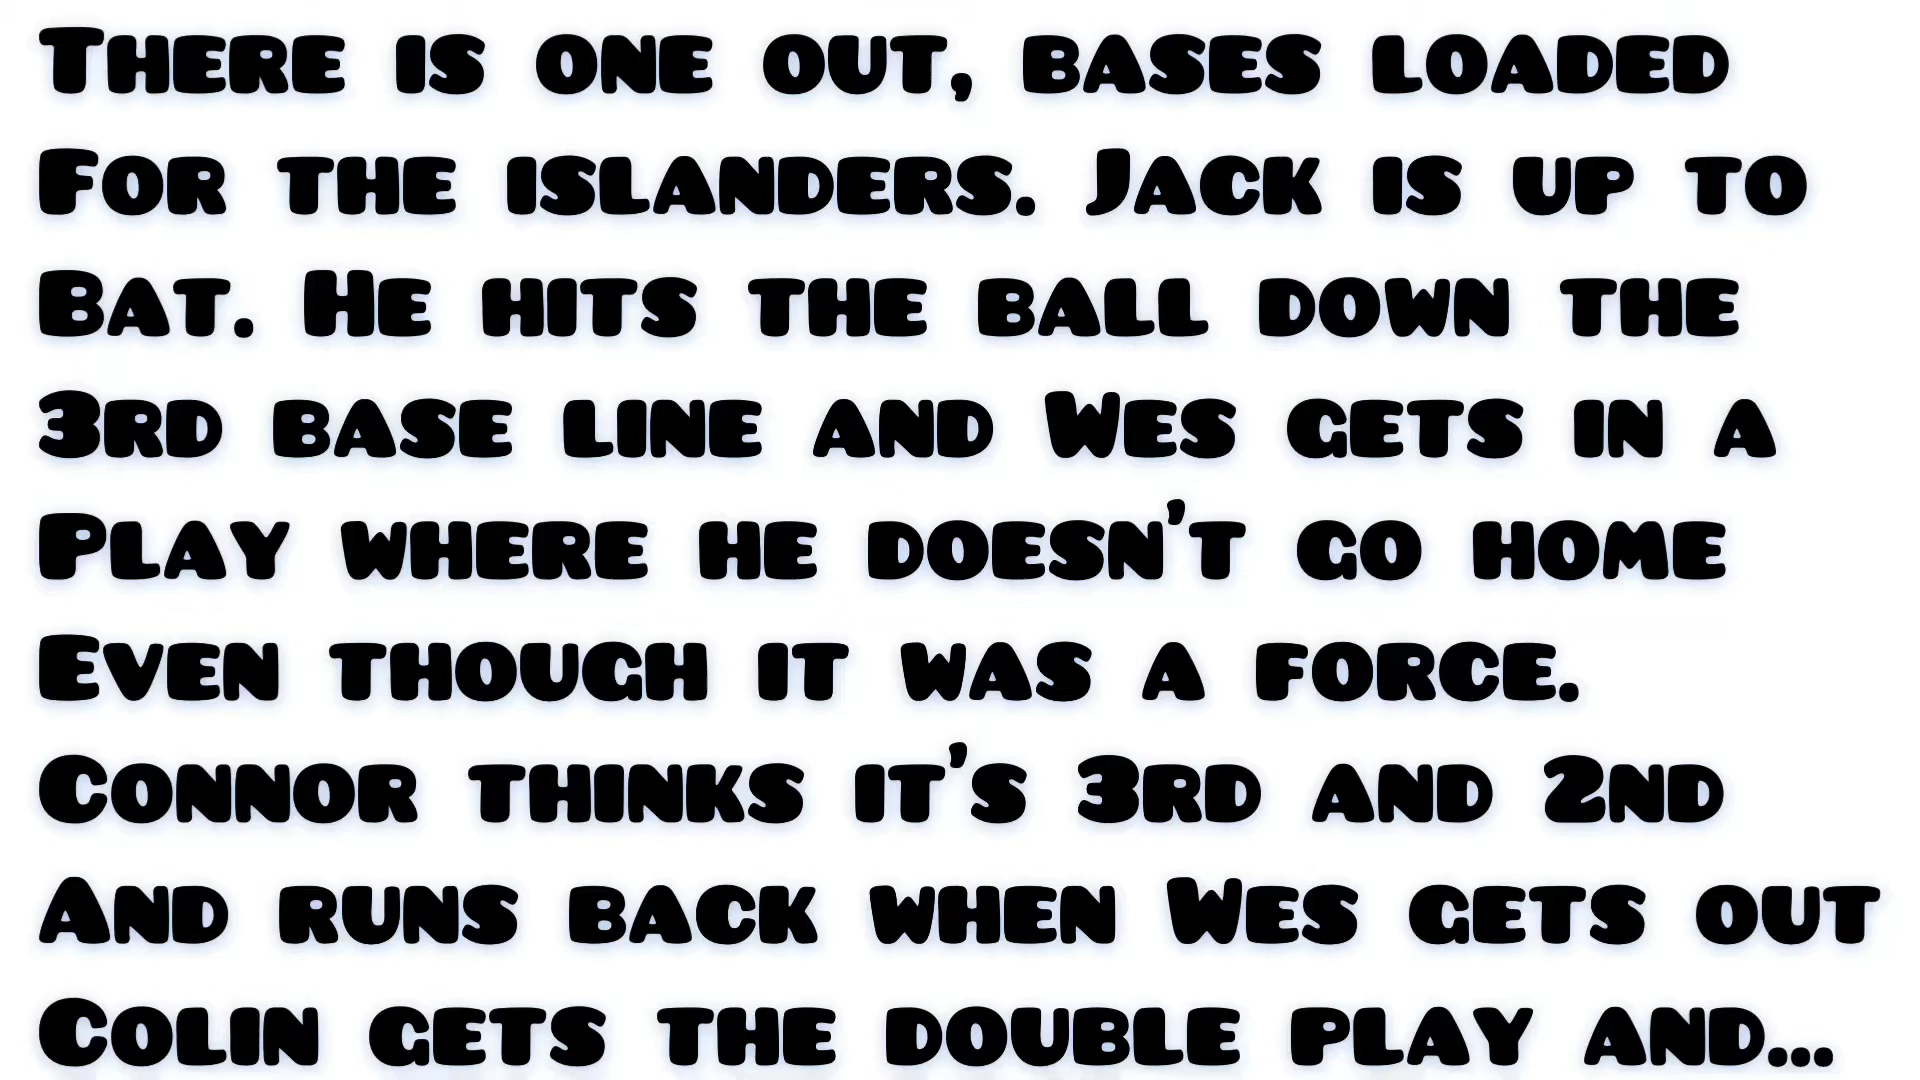 There is one out, bases loaded
For the islanders. Jack is up to
Bat. He hits the ball down the
3rd base line and Wes gets in a
Play where he doesn't go home
Even though it was a force.
Connor thinks it's 3rd and 2nd
And runs back when Wes gets out
Colin gets the double play and...